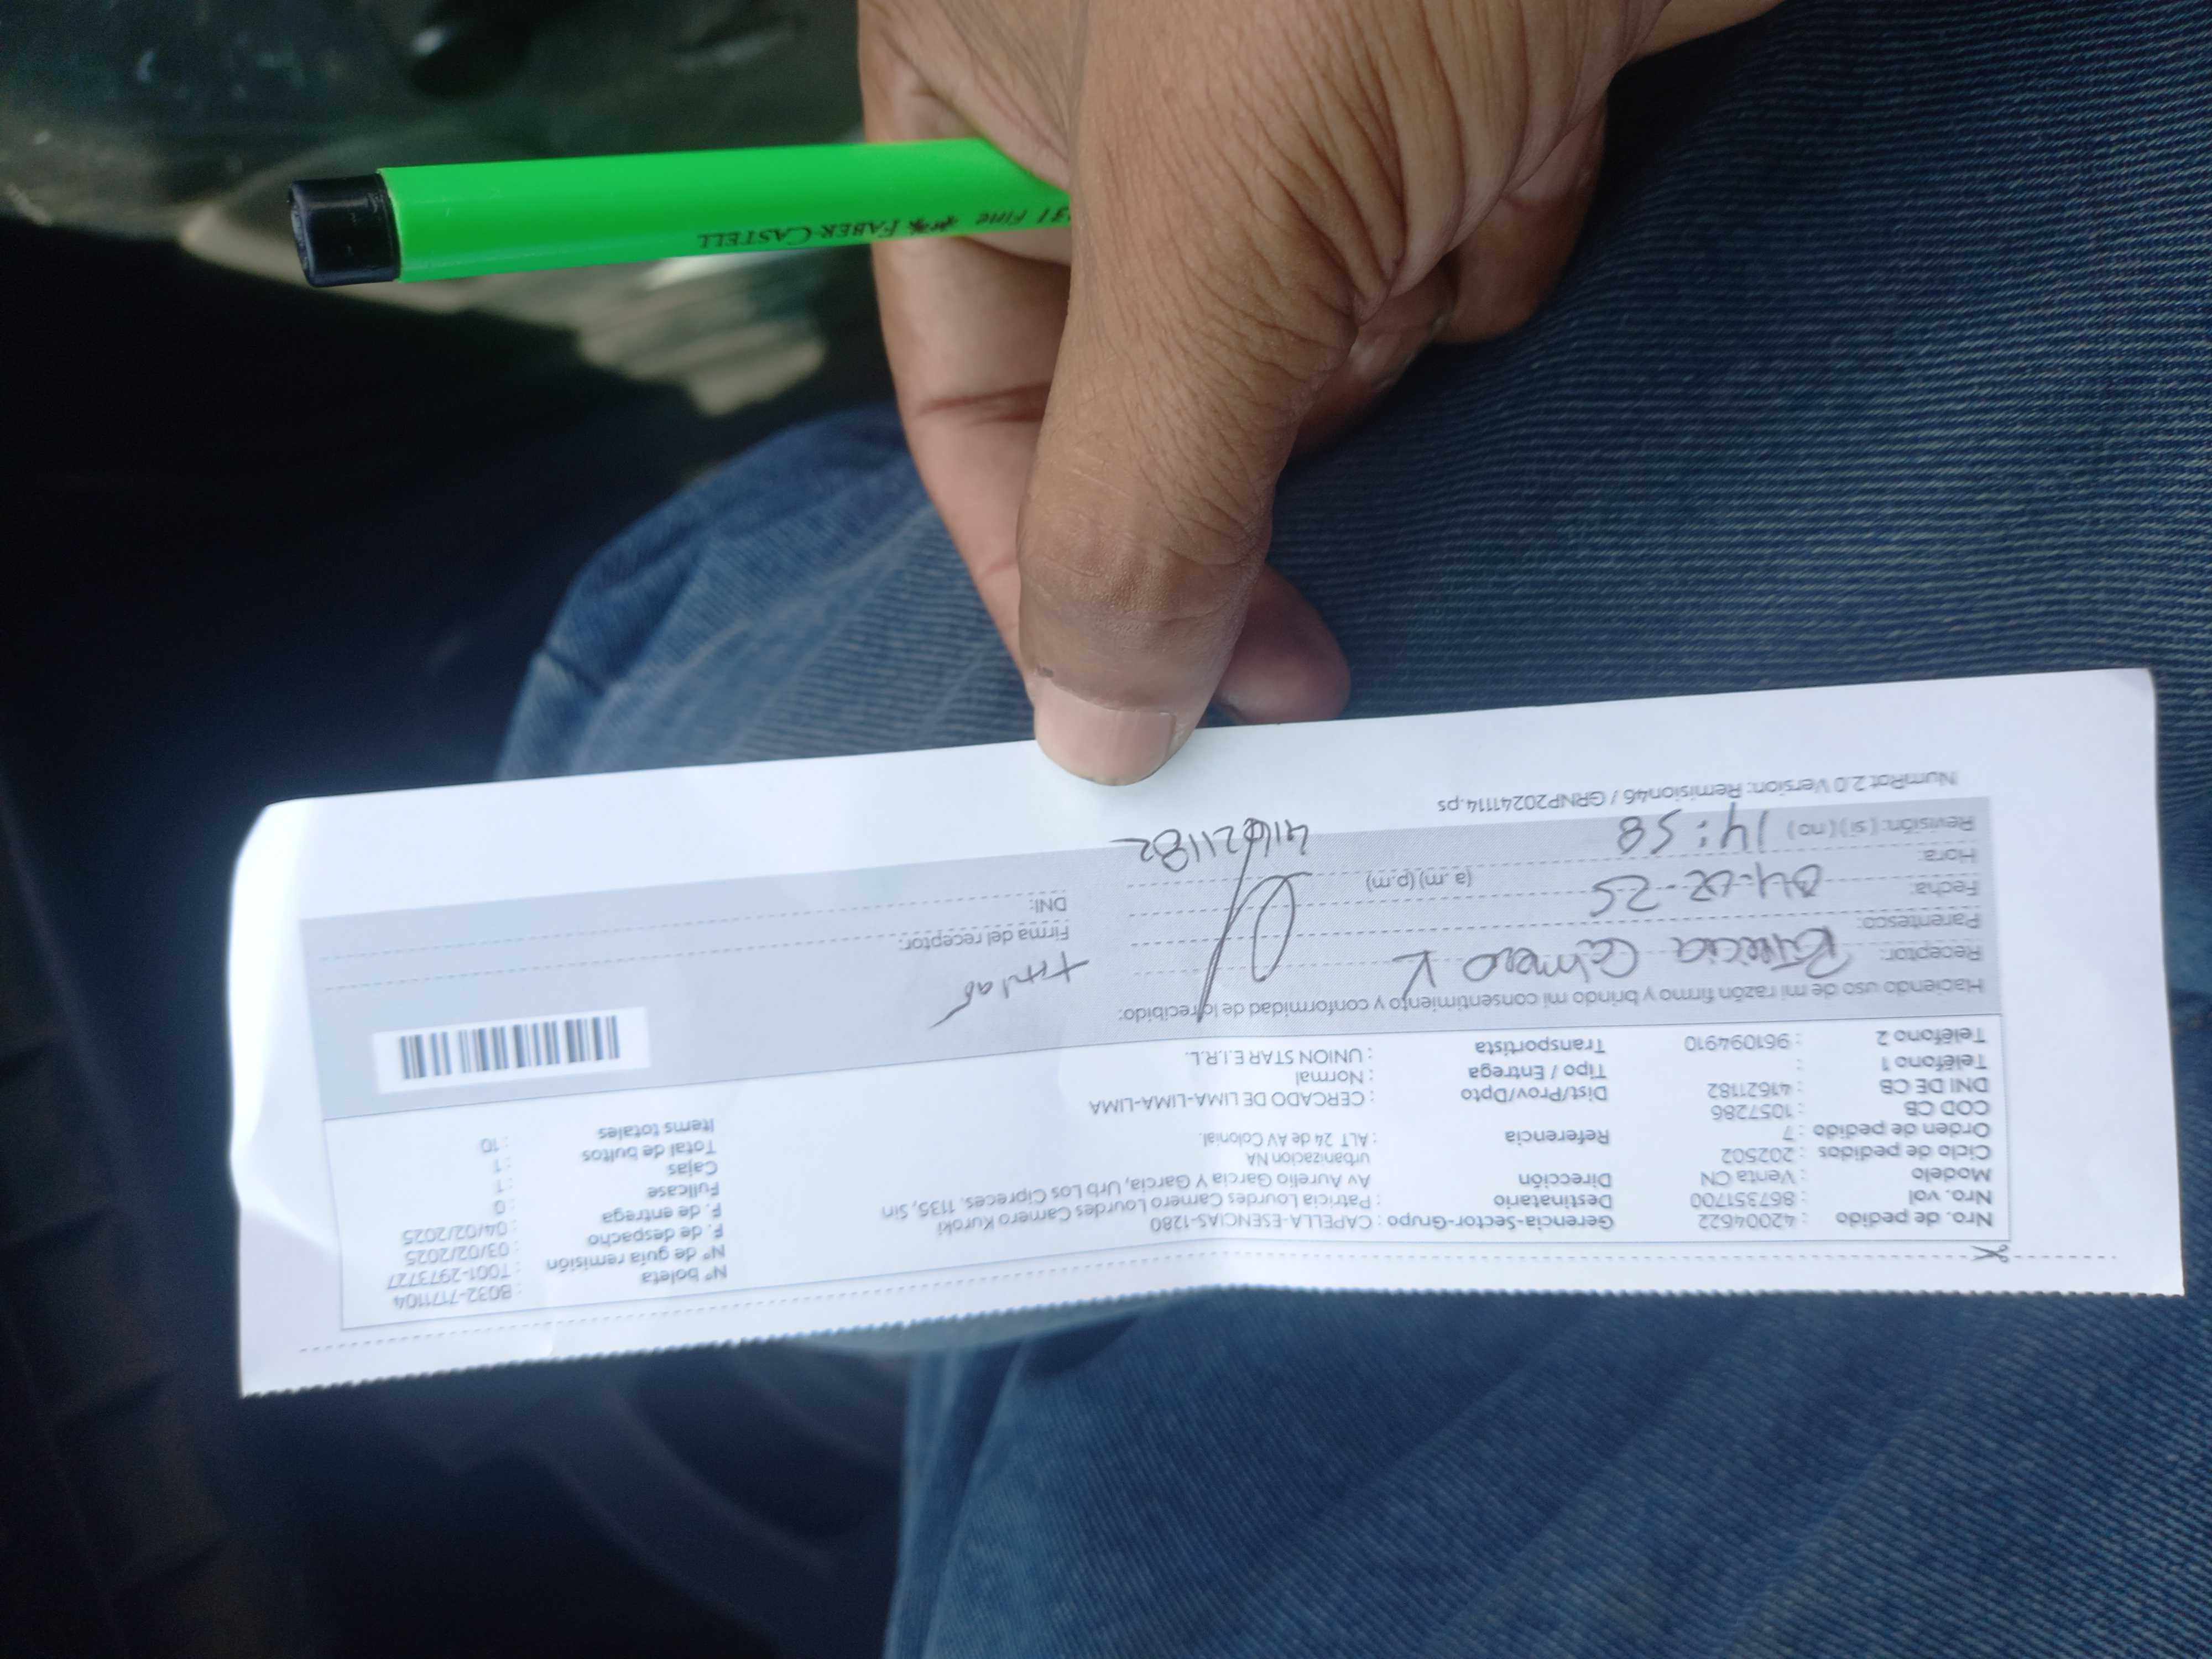 Nro. de pedido : 42004622
Nro. vol : 867351700
Modelo : Venta CN
Ciclo de pedidos : 202502
Orden de pedido : 7
COD CB : 1057286
DNI DE CB : 41621182
Teléfono 1 :
Teléfono 2 : 961094910
Gerencia-Sector-Grupo : CAPELLA-ESENCIAS-1280
Destinatario : Patricia Lourdes Camero Lourdes Camero Kuroki
Dirección Av Aurelio Garcia Y Garcia, Urb Los Cipreces. 1135, Sin
urbanizacion NA
Referencia : ALT 24 de AV Colonial.
Dist/Prov/Dpto : CERCADO DE LIMA-LIMA-LIMA
Tipo / Entrega : Normal
Transportista : UNION STAR E.I.R.L.
N° boleta : B032-7171104
N° de guía remisión : T001-2973727
F. de despacho : 03/02/2025
F. de entrega : 04/02/2025
Fullcase : 0
Cajas : 1
Total de bultos : 1
Items totales : 10
Haciendo uso de mi razón firmo y brindo mi consentimiento y conformidad de lo recibido:
Receptor: Patricia Camero K
Parentesco:
Fecha: 04-02-25
Hora: (a.m) (p.m)
Revisión: (si) (no) 14:58
41621182
titular
Firma del receptor:
DNI:
NumRot 2.0 Version: Remision46 / GRNP20241114.ps
31 Fine FABER-CASTELL